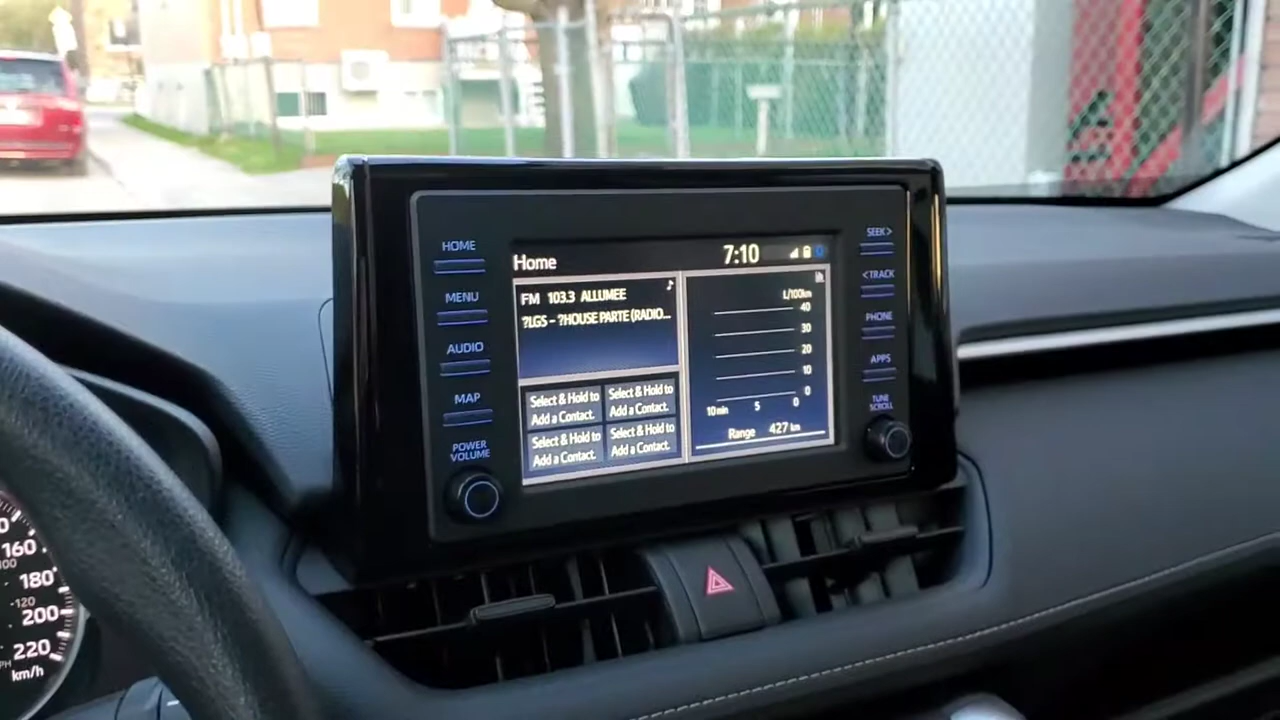 HOME
MENU
AUDIO
MAP
POWER
VOLUME
Home
7:10
FM 103.3 ALLUMEE
?LGS - ?HOUSE PARTE (RADIO...
Select & Hold to
Add a Contact.
Select & Hold to
Add a Contact.
Select & Hold to
Add a Contact.
Select & Hold to
Add a Contact.
L/100km
40
30
20
10
0
10 min 5 0
Range 427 km
SEEK >
< TRACK
PHONE
APPS
TUNE
SCROLL
160
100
180
120
200
220
km/h